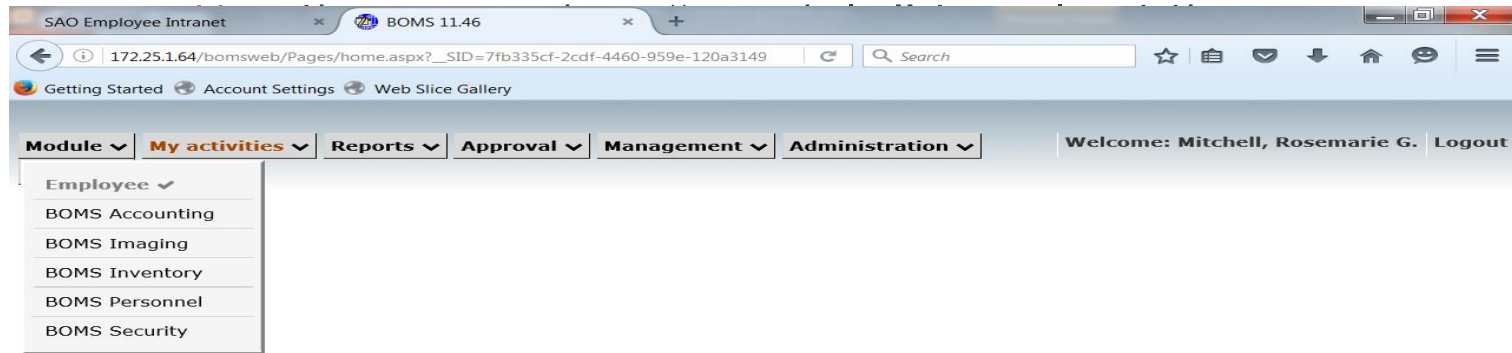 SAO Employee Intranet × BOMS 11.46 × +
172.25.1.64/bomsweb/Pages/home.aspx?__SID=7fb335cf-2cdf-4460-959e-120a3149 Search
Getting Started Account Settings Web Slice Gallery
Module My activities Reports Approval Management Administration Welcome: Mitchell, Rosemarie G. Logout
Employee ✓
BOMS Accounting
BOMS Imaging
BOMS Inventory
BOMS Personnel
BOMS Security